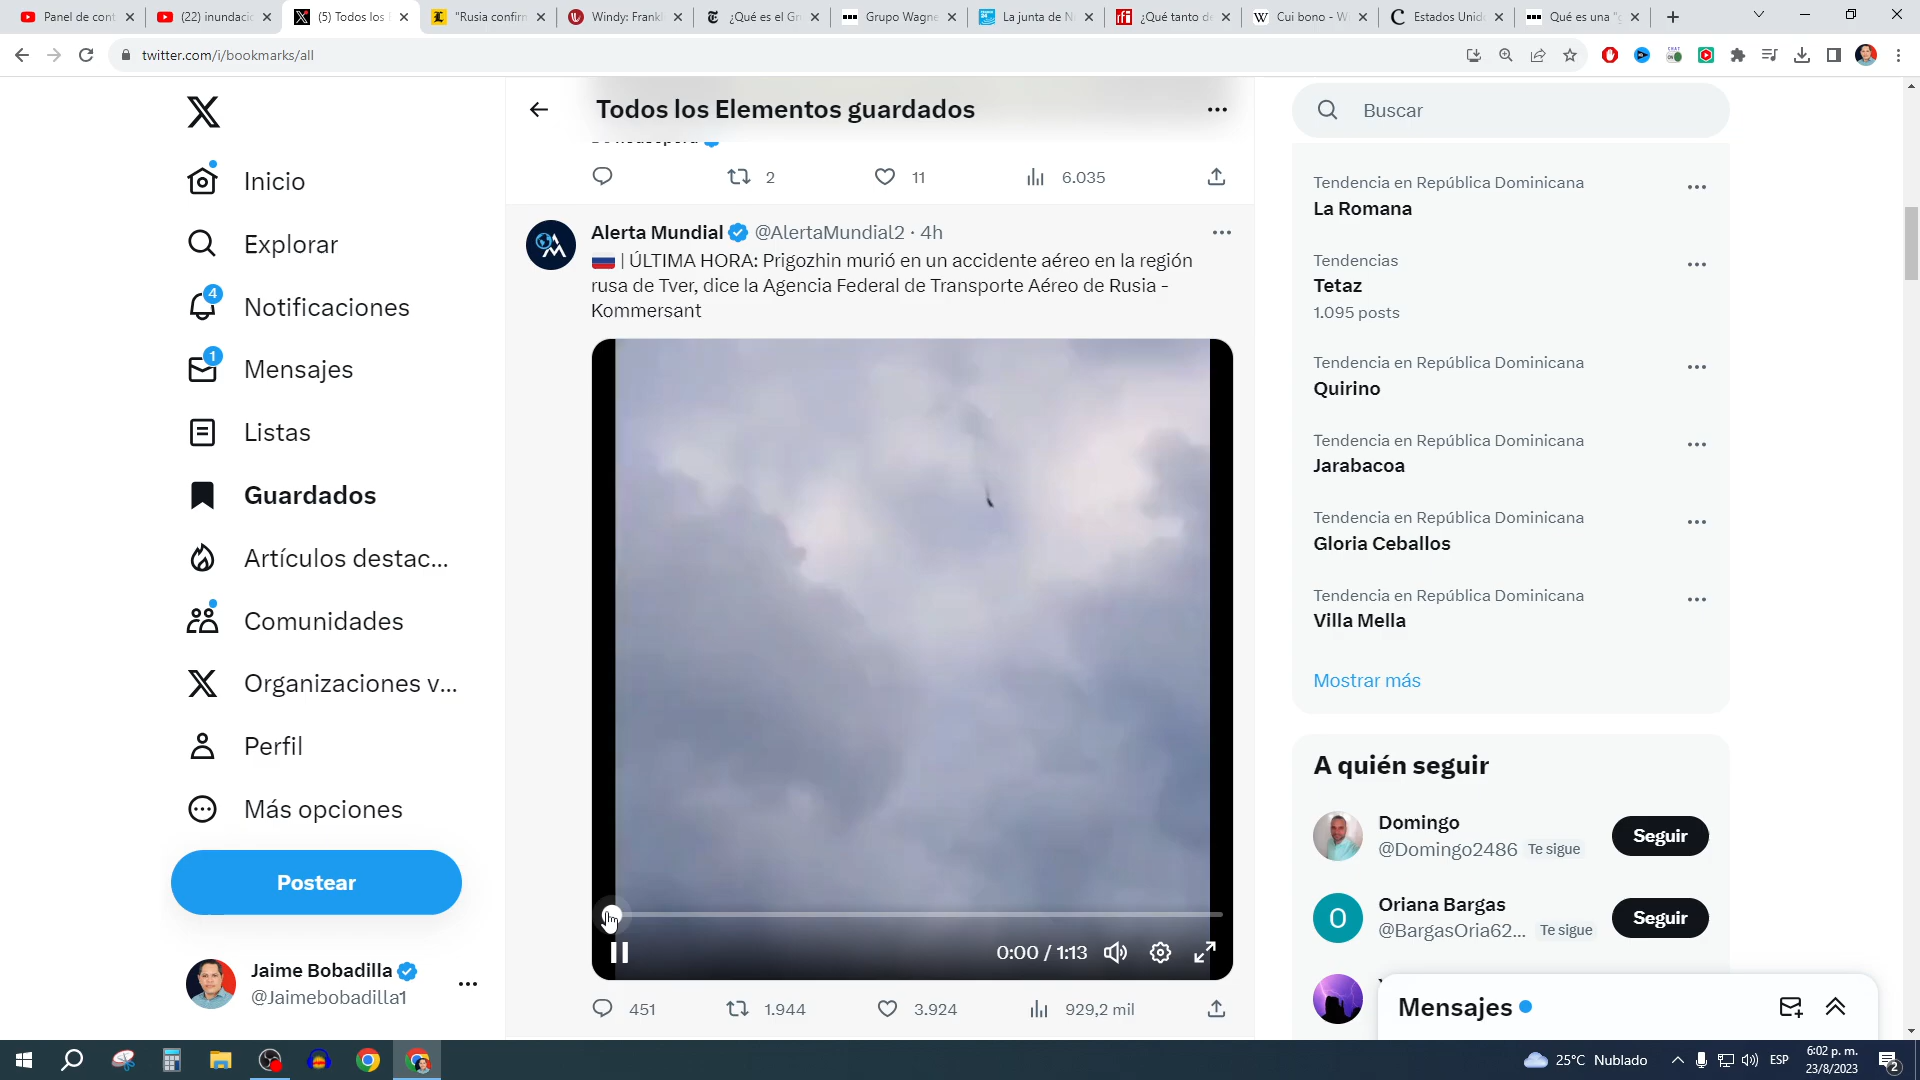 Panel de cont
(22) inundacio
(5) Todos los
"Rusia confirm
Windy: Frankl
¿Qué es el Gr
Grupo Wagne
La junta de N
¿Qué tanto de
Cui bono - W
Estados Unid
Qué es una "g
twitter.com/i/bookmarks/all
Inicio
Explorar
4
Notificaciones
1
Mensajes
Listas
Guardados
Artículos destac...
Comunidades
Organizaciones v...
Perfil
Más opciones
Postear
Jaime Bobadilla
@Jaimebobadilla1
Todos los Elementos guardados
2
11
6.035
Alerta Mundial @AlertaMundial2 · 4h
| ÚLTIMA HORA: Prigozhin murió en un accidente aéreo en la región
rusa de Tver, dice la Agencia Federal de Transporte Aéreo de Rusia -
Kommersant
0:00 / 1:13
451
1.944
3.924
929,2 mil
Buscar
Tendencia en República Dominicana
La Romana
Tendencias
Tetaz
1.095 posts
Tendencia en República Dominicana
Quirino
Tendencia en República Dominicana
Jarabacoa
Tendencia en República Dominicana
Gloria Ceballos
Tendencia en República Dominicana
Villa Mella
Mostrar más
A quién seguir
Domingo
@Domingo2486 Te sigue
Seguir
O
Oriana Bargas
@BargasOria62... Te sigue
Seguir
Mensajes
25°C Nublado
ESP
6:02 p. m.
23/8/2023
2